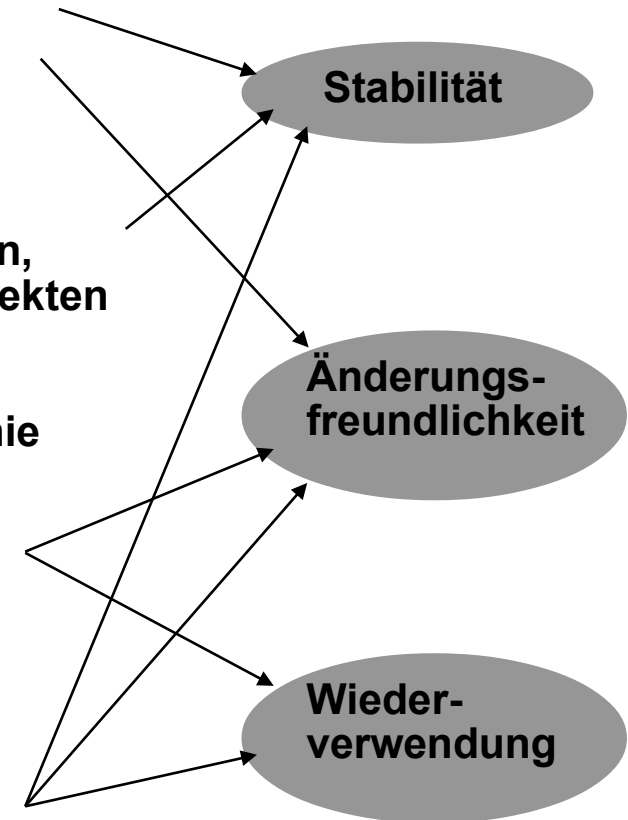 Stabilität
n,
ekten
Änderungs-
freundlichkeit
nie
Wieder-
verwendung